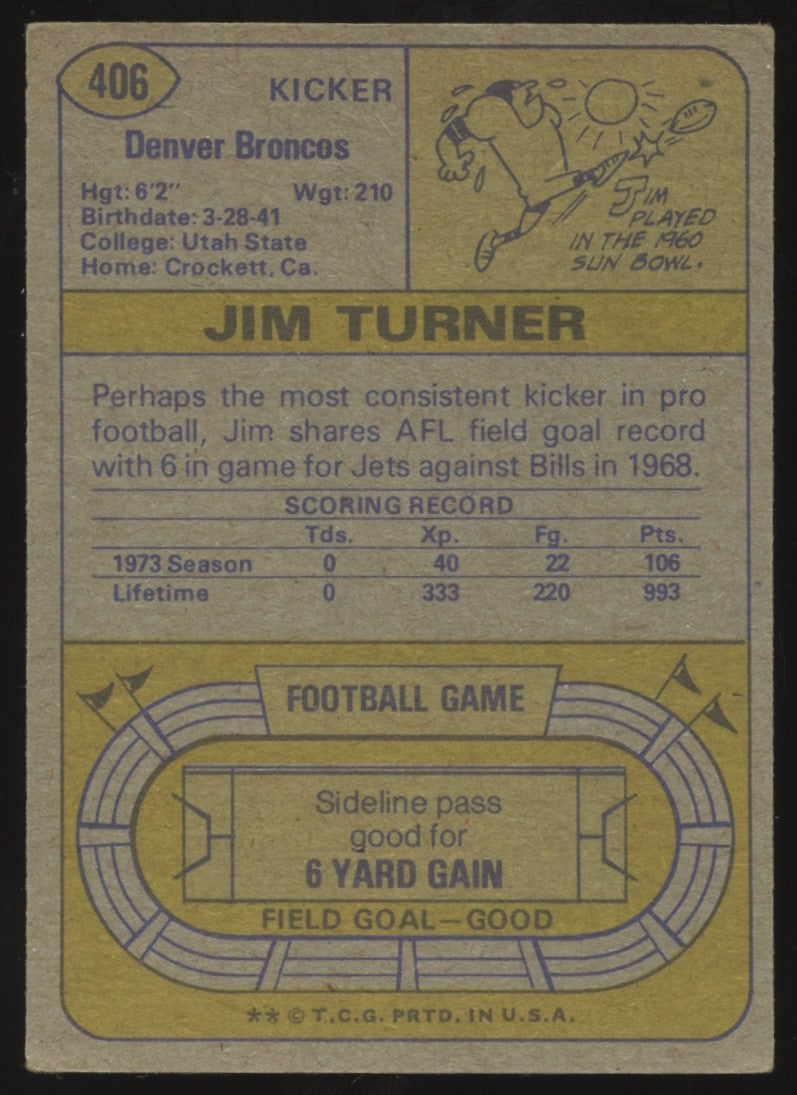 406
KICKER
Denver Broncos
Hgt: 6'2" Wgt: 210
Birthdate: 3-28-41
College: Utah State
Home: Crockett, Ca.
JIM
PLAYED
IN THE 1960
SUN BOWL.
JIM TURNER
Perhaps the most consistent kicker in pro
football, Jim shares AFL field goal record
with 6 in game for Jets against Bills in 1968.
SCORING RECORD
Tds. Xp. Fg. Pts.
1973 Season 0 40 22 106
Lifetime 0 333 220 993
FOOTBALL GAME
Sideline pass
good for
6 YARD GAIN
FIELD GOAL—GOOD
** © T.C.G. PRTD. IN U.S.A.